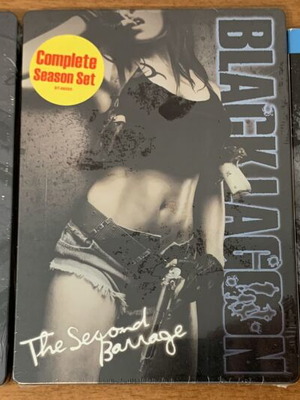 Complete
Season Set
BLACK LAGOON
The Second
Barrage